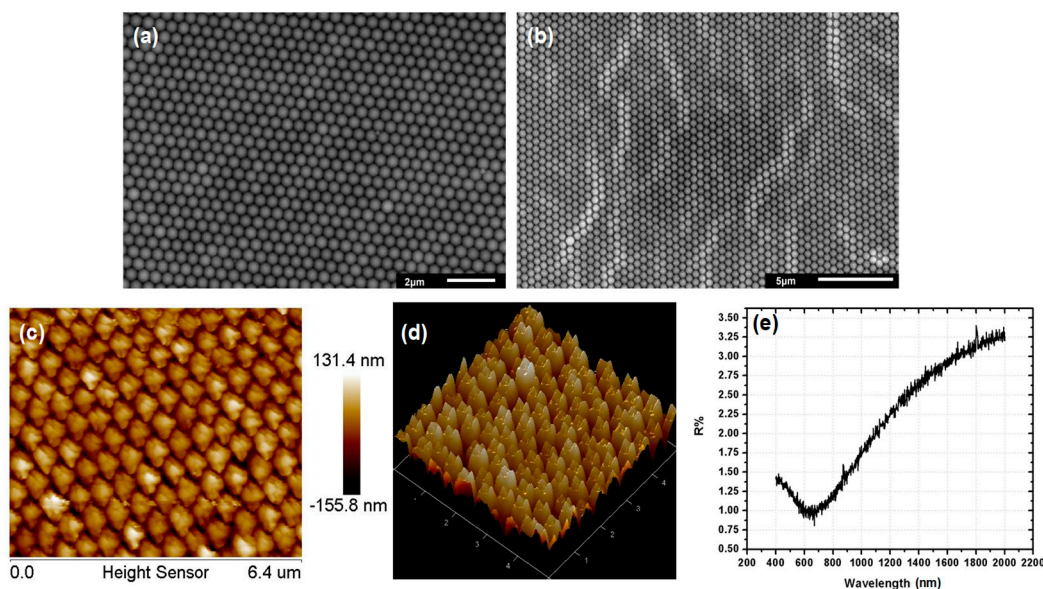 (a)
2µm
(b)
5µm
(c)
131.4 nm
-155.8 nm
0.0 Height Sensor 6.4 um
(d)
1
2
3
4
1
2
3
4
(e)
R%
3.50
3.25
3.00
2.75
2.50
2.25
2.00
1.75
1.50
1.25
1.00
0.75
0.50
200 400 600 800 1000 1200 1400 1600 1800 2000 2200
Wavelength (nm)